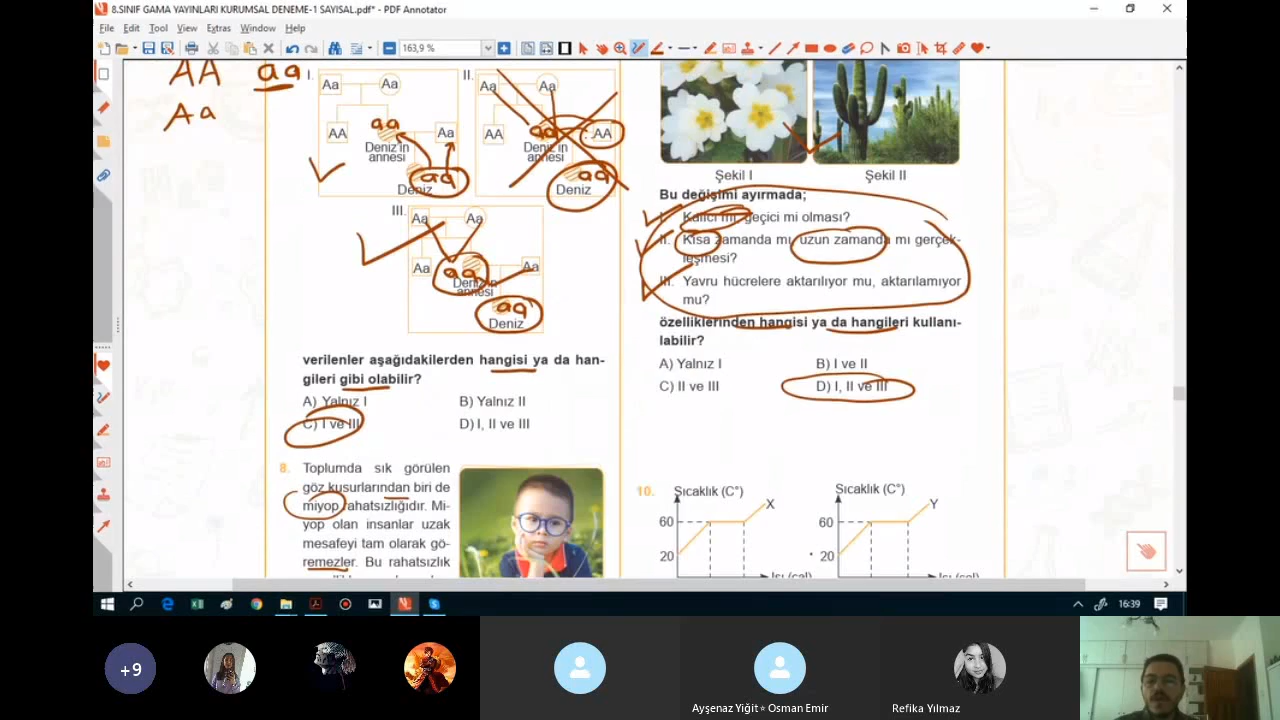 8.SINIF GAMA YAYINLARI KURUMSAL DENEME-1 SAYISAL.pdf* - PDF Annotator
File Edit Tool View Extras Window Help
163,9 %
AA aa
Aa
I.
Aa Aa
AA aa Aa
Deniz'in
annesi
aa
Deniz
II.
Aa Aa
AA aa AA
Deniz'in
annesi
aa
Deniz
III.
Aa Aa
Aa aa Aa
Deniz'in
annesi
aa
Deniz
verilenler aşağıdakilerden hangisi ya da han-
gileri gibi olabilir?
A) Yalnız I B) Yalnız II
C) I ve III D) I, II ve III
8. Toplumda sık görülen
göz kusurlarından biri de
miyop rahatsızlığıdır. Mi-
yop olan insanlar uzak
mesafeyi tam olarak gö-
remezler. Bu rahatsızlık
Şekil I Şekil II
Bu değişimi ayırmada;
I. Kalıcı mı, geçici mi olması?
II. Kısa zamanda mı, uzun zamanda mı gerçek-
leşmesi?
III. Yavru hücrelere aktarılıyor mu, aktarılamıyor
mu?
özelliklerinden hangisi ya da hangileri kullanı-
labilir?
A) Yalnız I B) I ve II
C) II ve III D) I, II ve III
10. Sıcaklık (C°) Sıcaklık (C°)
X Y
60 60
20 20
Isı (cal) Isı (cal)
16:39
+9
Ayşenaz Yiğit⭐Osman Emir
Refika Yılmaz